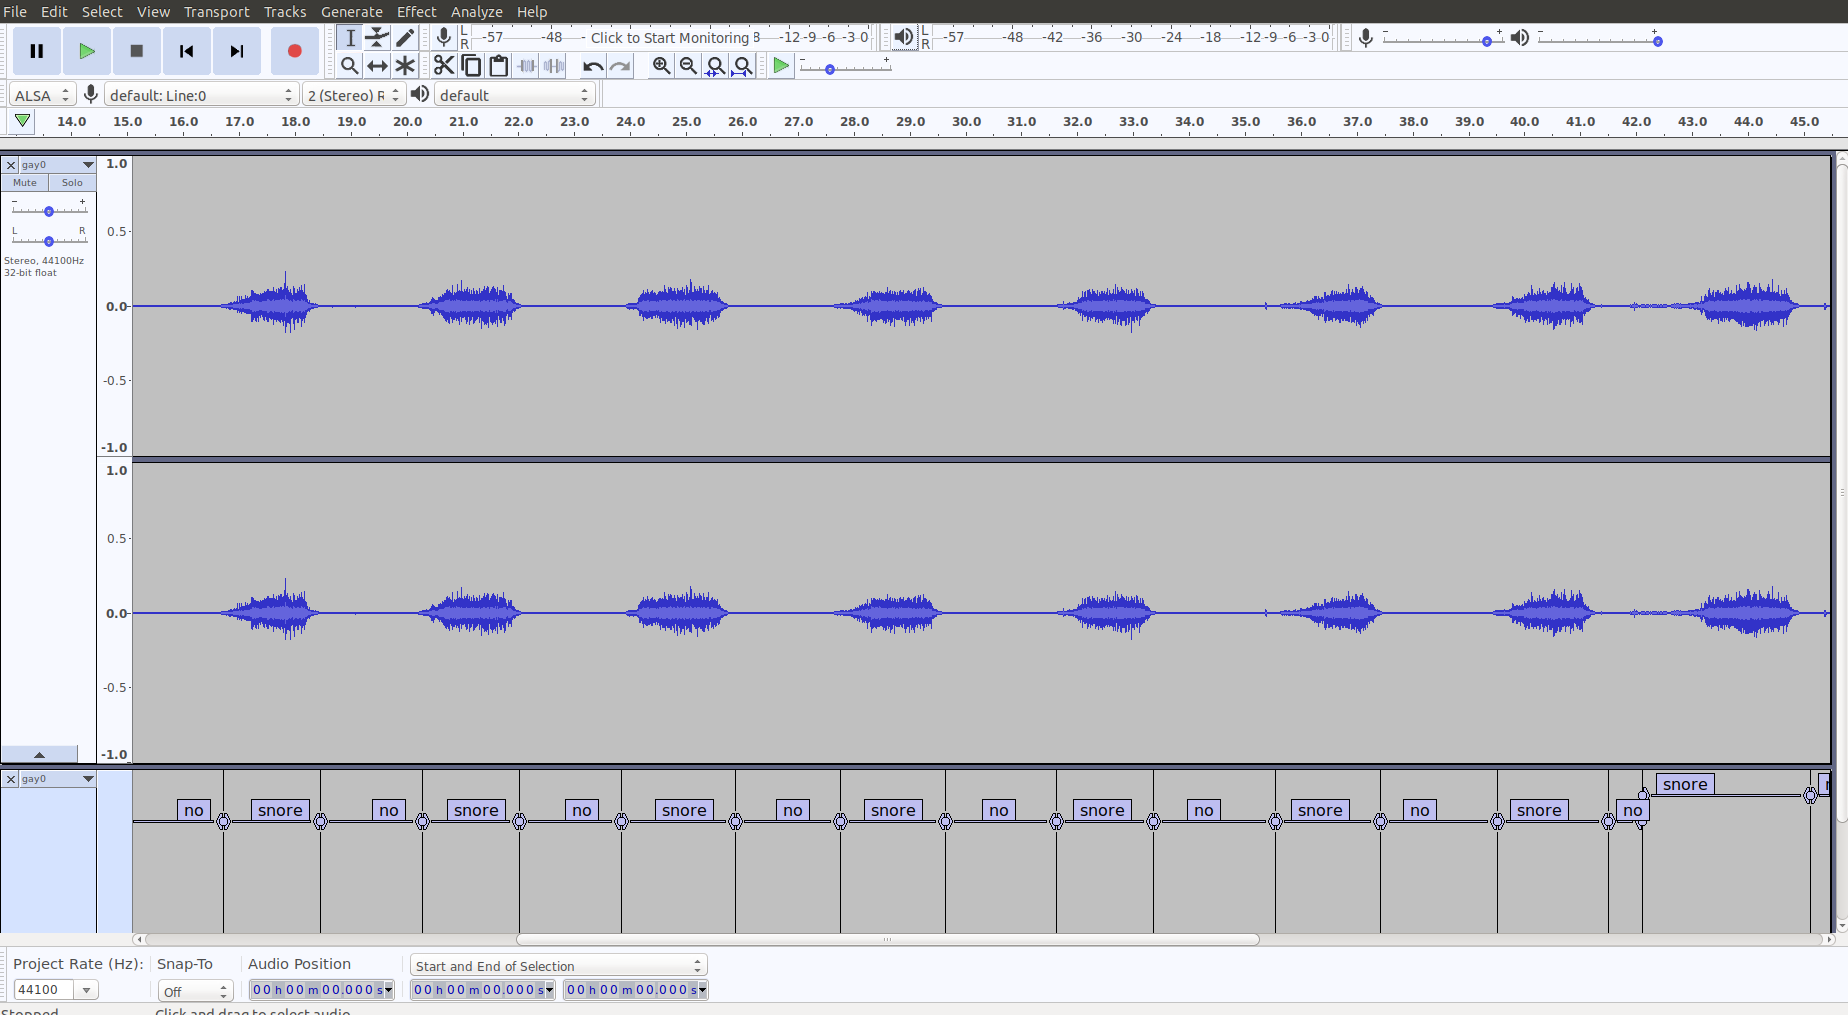 File Edit Select View Transport Tracks Generate Effect Analyze Help
L
R
-57 -48 - Click to Start Monitoring 8 -12 -9 -6 -3 0
L
R
-57 -48 -42 -36 -30 -24 -18 -12 -9 -6 -3 0
- +
- +
- +
ALSA default: Line:0 2 (Stereo) R default
14.0 15.0 16.0 17.0 18.0 19.0 20.0 21.0 22.0 23.0 24.0 25.0 26.0 27.0 28.0 29.0 30.0 31.0 32.0 33.0 34.0 35.0 36.0 37.0 38.0 39.0 40.0 41.0 42.0 43.0 44.0 45.0
gay0
Mute Solo
- +
L R
Stereo, 44100Hz
32-bit float
1.0
0.5
0.0
-0.5
-1.0
1.0
0.5
0.0
-0.5
-1.0
gay0
snore
no snore no snore no snore no snore no snore no snore no snore no
Project Rate (Hz): Snap-To Audio Position Start and End of Selection
44100 Off 00 h 00 m 00.000 s 00 h 00 m 00.000 s 00 h 00 m 00.000 s
Stopped. Click and drag to select audio